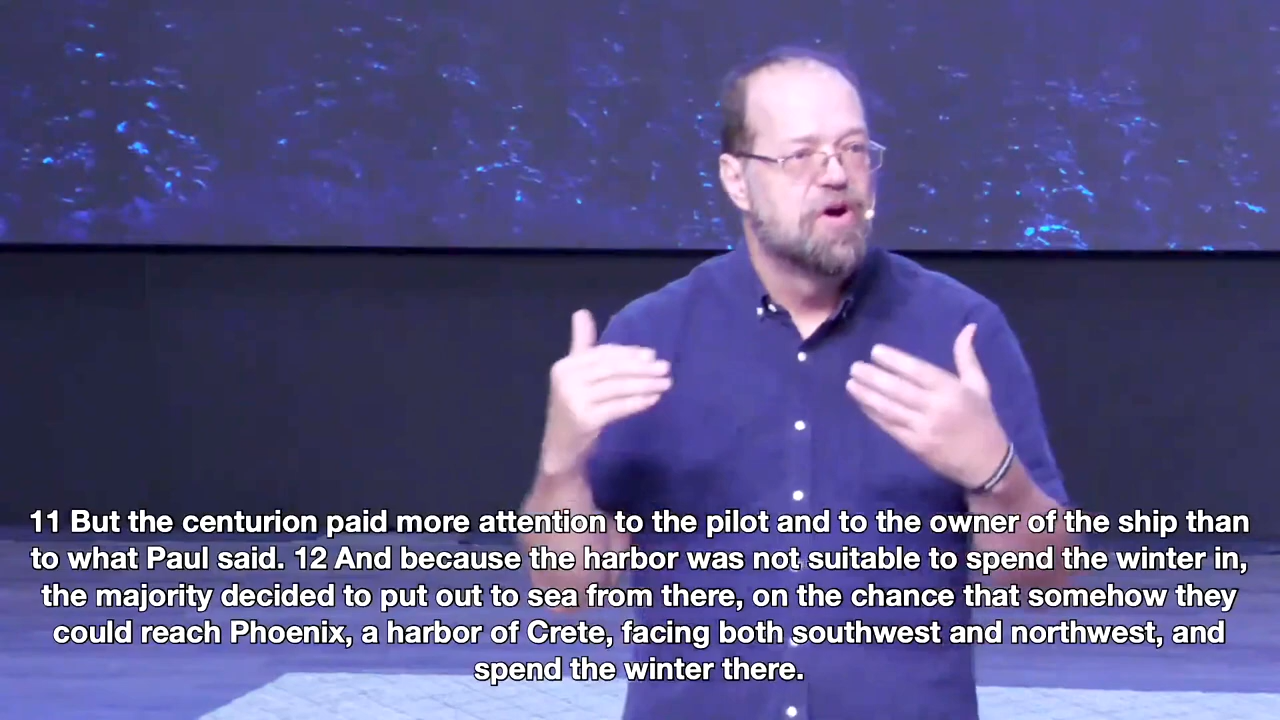 11 But the centurion paid more attention to the pilot and to the owner of the ship than
to what Paul said. 12 And because the harbor was not suitable to spend the winter in,
the majority decided to put out to sea from there, on the chance that somehow they
could reach Phoenix, a harbor of Crete, facing both southwest and northwest, and
spend the winter there.